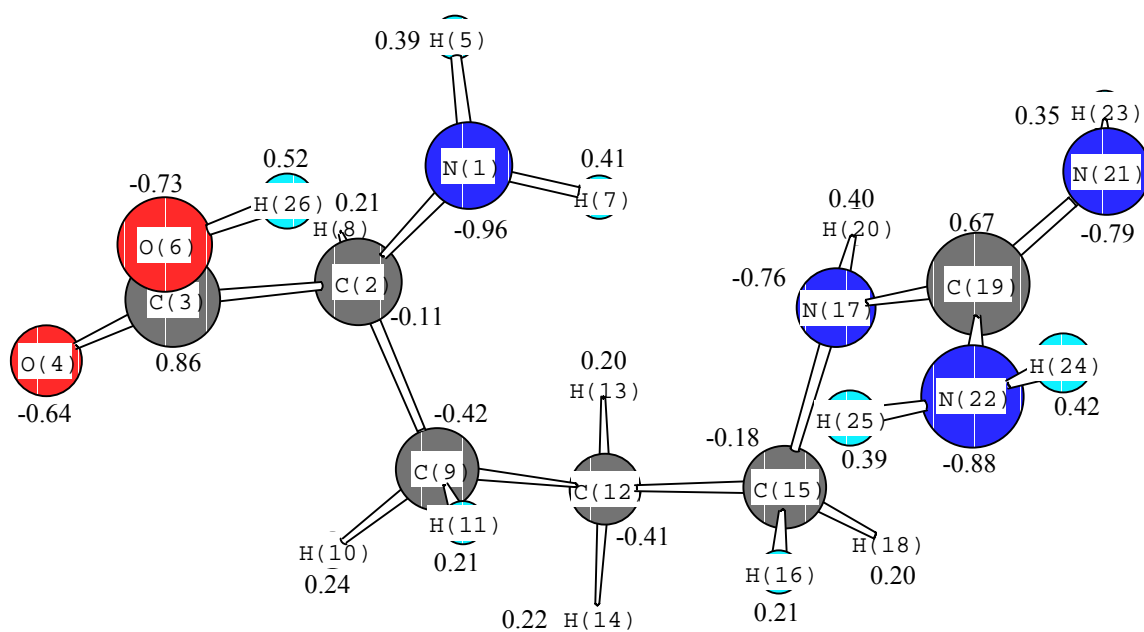 0.39 H(5)
0.35 H(23)
0.52
0.41
N(1)
N(21)
-0.73
H(26)
0.21
H(7)
0.40
H(8)
H(20)
0.67
-0.96
-0.79
O(6)
-0.76
C(2)
C(19)
C(3)
N(17)
-0.11
O(4)
0.86
0.20
H(24)
-0.64
H(13)
N(22)
0.42
-0.42
H(25)
-0.18
0.39
-0.88
C(9)
C(12)
C(15)
H(11)
-0.41
H(10)
H(18)
0.21
0.24
H(16)
0.20
0.22 H(14)
0.21